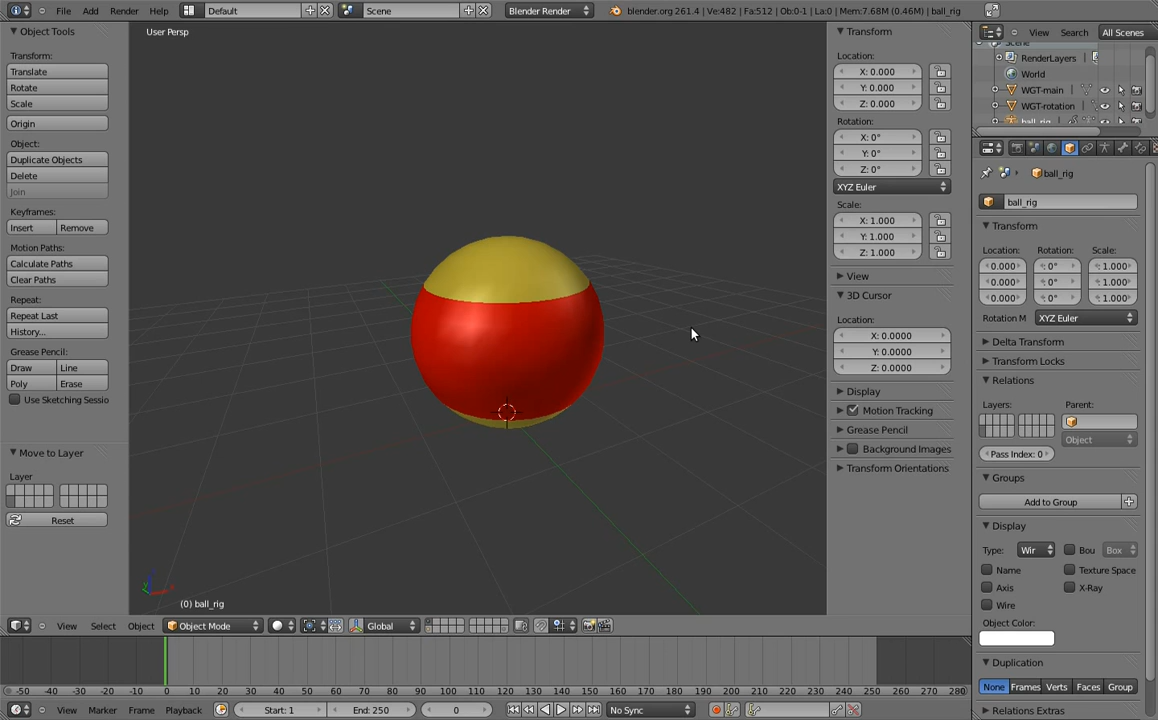 File Add Render Help Default Scene Blender Render blender.org 261.4 | Ve:482 | Fa:512 | Ob:0-1 | La:0 | Mem:7.68M (0.46M) | ball_rig
Object Tools
Transform:
Translate
Rotate
Scale
Origin
Object:
Duplicate Objects
Delete
Join
Keyframes:
Insert Remove
Motion Paths:
Calculate Paths
Clear Paths
Repeat:
Repeat Last
History...
Grease Pencil:
Draw Line
Poly Erase
Use Sketching Sessio
Move to Layer
Layer
Reset
User Persp
(0) ball_rig
View Select Object Object Mode Global
Transform
Location:
X: 0.000
Y: 0.000
Z: 0.000
Rotation:
X: 0°
Y: 0°
Z: 0°
XYZ Euler
Scale:
X: 1.000
Y: 1.000
Z: 1.000
View
3D Cursor
Location:
X: 0.0000
Y: 0.0000
Z: 0.0000
Display
Motion Tracking
Grease Pencil
Background Images
Transform Orientations
View Search All Scenes
Scene
RenderLayers |
World
WGT-main |
WGT-rotation |
ball_rig
ball_rig
ball_rig
Transform
Location: Rotation: Scale:
0.000 0° 1.000
0.000 0° 1.000
0.000 0° 1.000
Rotation M XYZ Euler
Delta Transform
Transform Locks
Relations
Layers: Parent:
Object
Pass Index: 0
Groups
Add to Group
Display
Type: Wir Bou Box
Name Texture Space
Axis X-Ray
Wire
Object Color:
Duplication
None Frames Verts Faces Group
Relations Extras
-50 -40 -30 -20 -10 0 10 20 30 40 50 60 70 80 90 100 110 120 130 140 150 160 170 180 190 200 210 220 230 240 250 260 270 280
View Marker Frame Playback Start: 1 End: 250 0 No Sync